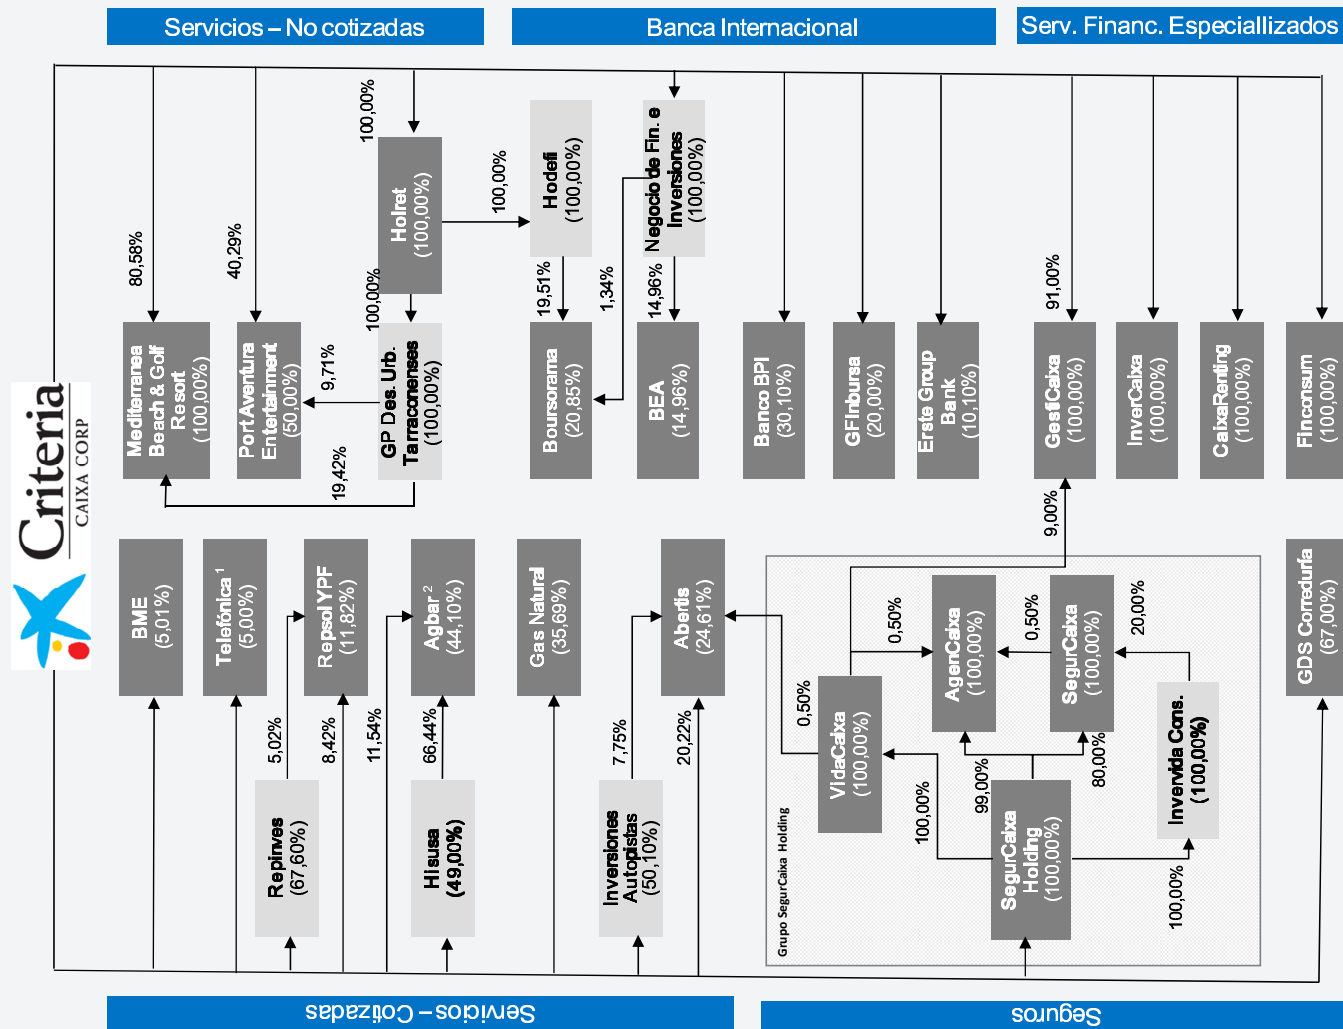 Servicios – No cotizadas
Banca Internacional
Serv. Financ. Especiallizados
Criteria
CAIXA CORP
80,58%
40,29%
100,00%
Mediterranea
Beach & Golf
Resort
(100,00%)
Port Aventura
Entertainment
(50,00%)
9,71%
19,42%
GP Des. Urb.
Tarraconenses
(100,00%)
100,00%
Holret
(100,00%)
100,00%
Hodefi
(100,00%)
19,51%
1,34%
Negocio de Fin. e
Inversiones
(100,00%)
14,96%
Boursorama
(20,85%)
BEA
(14,96%)
Banco BPI
(30,10%)
GFInbursa
(20,00%)
Erste Group
Bank
(10,10%)
91,00%
GestiCaixa
(100,00%)
InverCaixa
(100,00%)
CaixaRenting
(100,00%)
Finconsum
(100,00%)
9,00%
BME
(5,01%)
Telefónica 1
(5,00%)
Repsol YPF
(11,82%)
Agbar 2
(44,10%)
Gas Natural
(35,69%)
Abertis
(24,61%)
5,02%
8,42%
11,54%
66,44%
7,75%
20,22%
Repinves
(67,60%)
Hisusa
(49,00%)
Inversiones
Autopistas
(50,10%)
Grupo SegurCaixa Holding
0,50%
VidaCaixa
(100,00%)
0,50%
AgenCaixa
(100,00%)
0,50%
SegurCaixa
(100,00%)
20,00%
100,00%
99,00%
80,00%
SegurCaixa
Holding
(100,00%)
Invervida Cons.
(100,00%)
100,00%
GDS Correduría
(67,00%)
Servicios – Cotizadas
Seguros